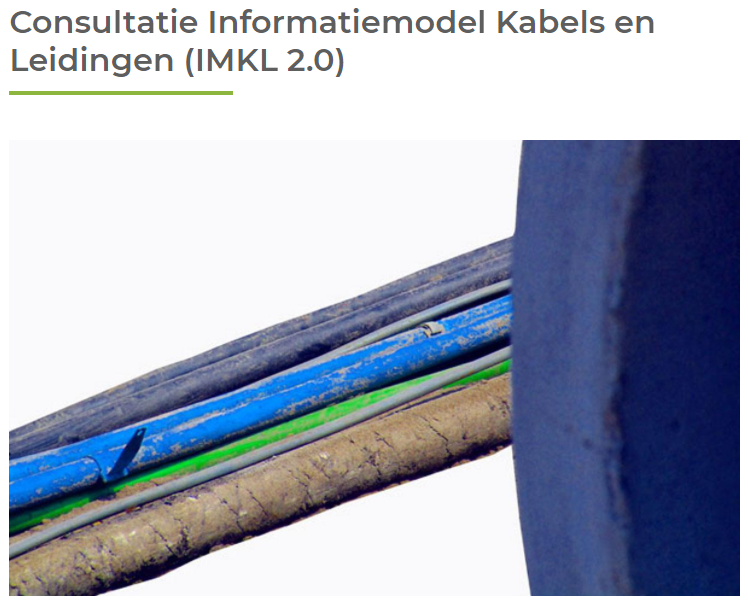 Consultatie Informatiemodel Kabels en
Leidingen (IMKL 2.0)